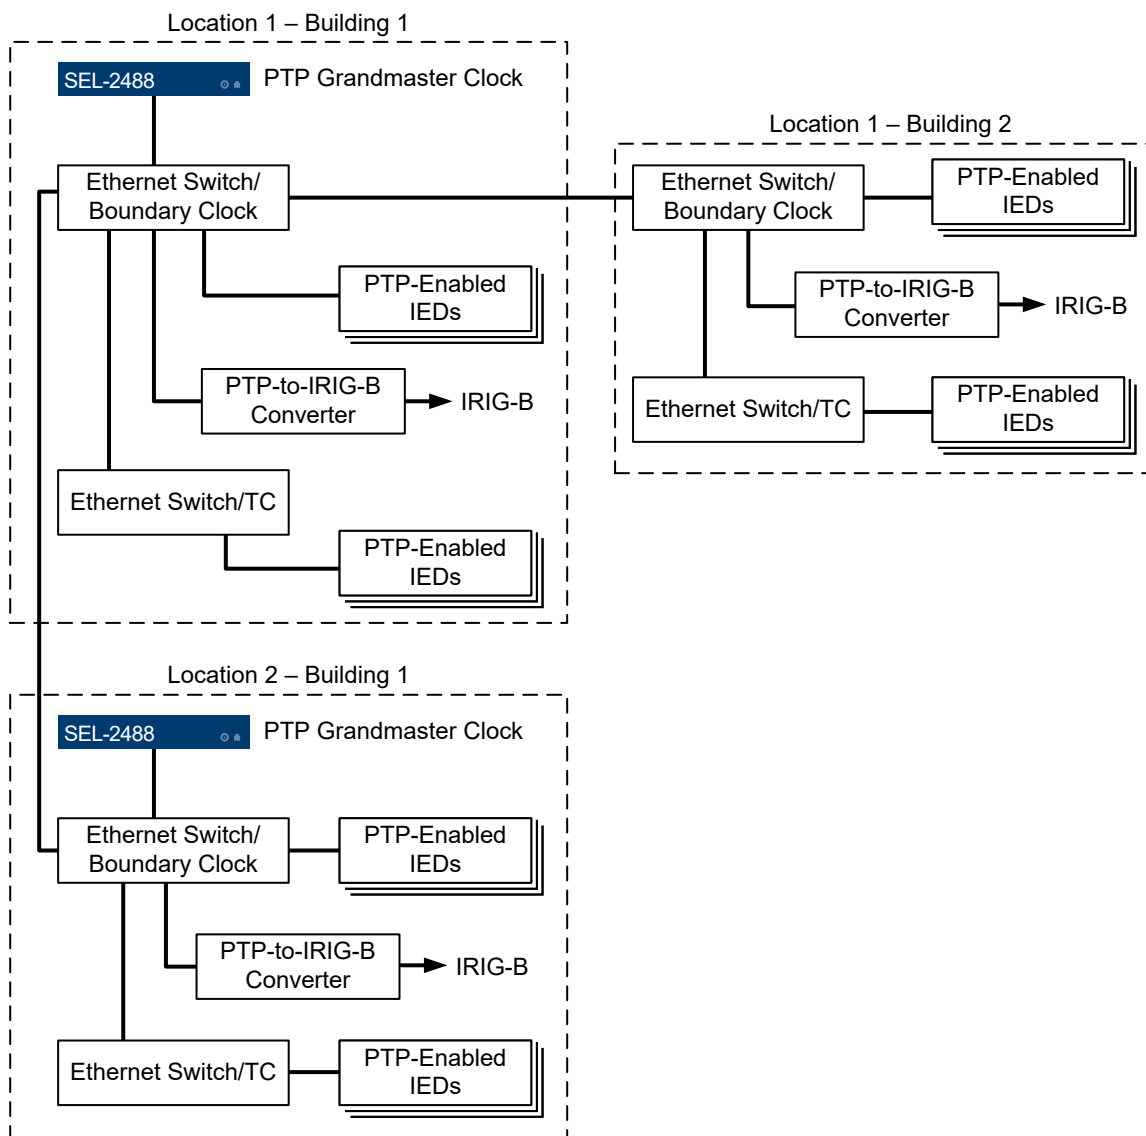 Location 1 – Building 1
SEL-2488
PTP Grandmaster Clock
Ethernet Switch/
Boundary Clock
PTP-Enabled
IEDs
PTP-to-IRIG-B
Converter
IRIG-B
Ethernet Switch/TC
PTP-Enabled
IEDs
Location 1 – Building 2
Ethernet Switch/
Boundary Clock
PTP-Enabled
IEDs
PTP-to-IRIG-B
Converter
IRIG-B
Ethernet Switch/TC
PTP-Enabled
IEDs
Location 2 – Building 1
SEL-2488
PTP Grandmaster Clock
Ethernet Switch/
Boundary Clock
PTP-Enabled
IEDs
PTP-to-IRIG-B
Converter
IRIG-B
Ethernet Switch/TC
PTP-Enabled
IEDs